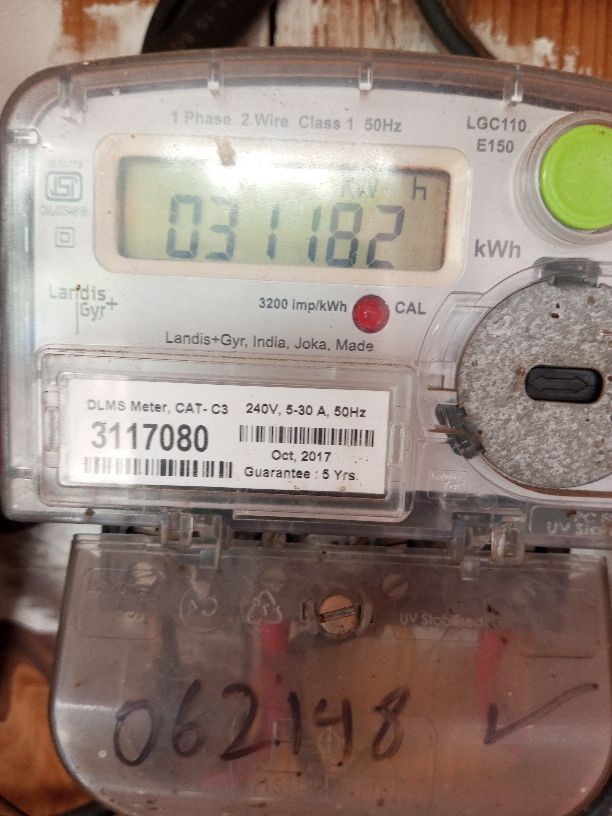 1 Phase 2 Wire Class 1 50Hz
LGC110
E150
kW h
031182
kWh
Landis
Gyr+
3200 imp/kWh
CAL
Landis+Gyr, India, Joka, Made
DLMS Meter, CAT- C3 240V, 5-30 A, 50Hz
3117080
Oct, 2017
Guarantee : 5 Yrs.
UV Stabilised
062148